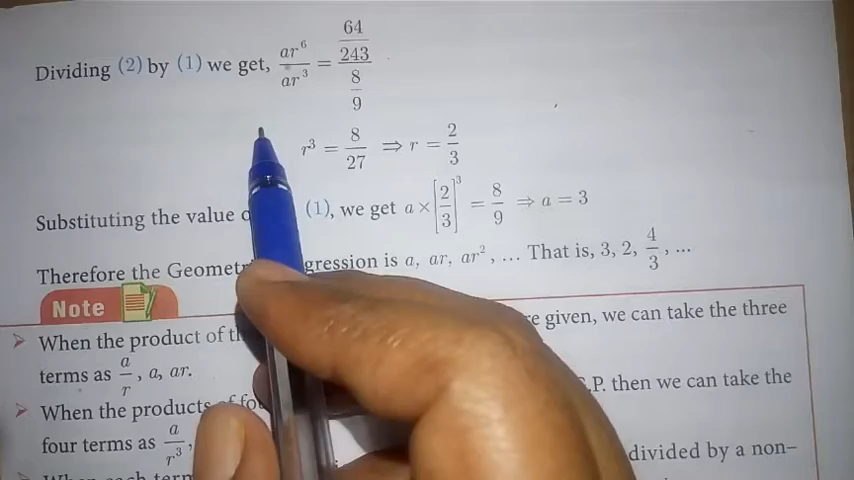 Dividing (2) by (1) we get, ar⁶/ar³ = (64/243)/(8/9)
r³ = 8/27 ⇒ r = 2/3
Substituting the value (1), we get a × [2/3]³ = 8/9 ⇒ a = 3
Therefore the is a, ar, ar², ... That is, 3, 2, 4/3, ...
Note
When the product of given, we can take the three
terms as a/r, a, ar.
When the products of .P. then we can take the
four terms as a/r³, 
When each divided by a non–